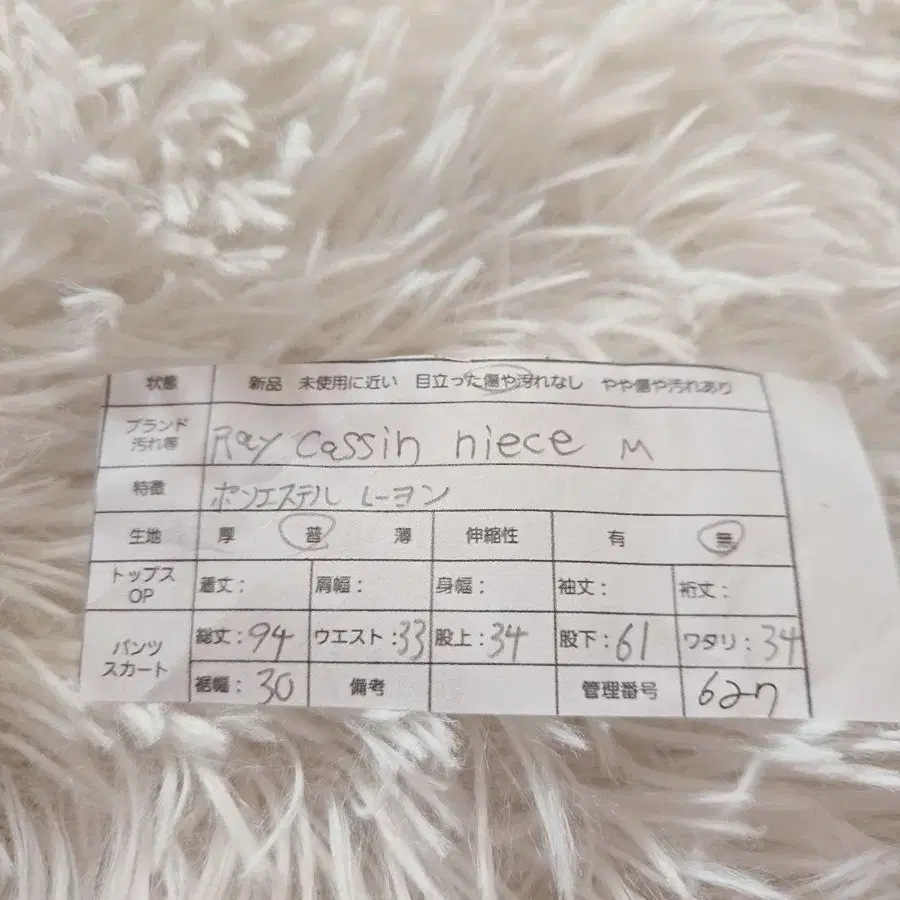 状態 新品 未使用に近い 目立った傷や汚れなし やや傷や汚れあり
ブランド
汚れ等 Ray Cassin niece M
特徴 ポリエステル レーヨン
生地 厚 普 薄 伸縮性 有 無
トップス
OP 着丈: 肩幅: 身幅: 袖丈: 裄丈:
パンツ
スカート 総丈:94 ウエスト:33 股上:34 股下:61 ワタリ:34
裾幅:30 備考 管理番号 627